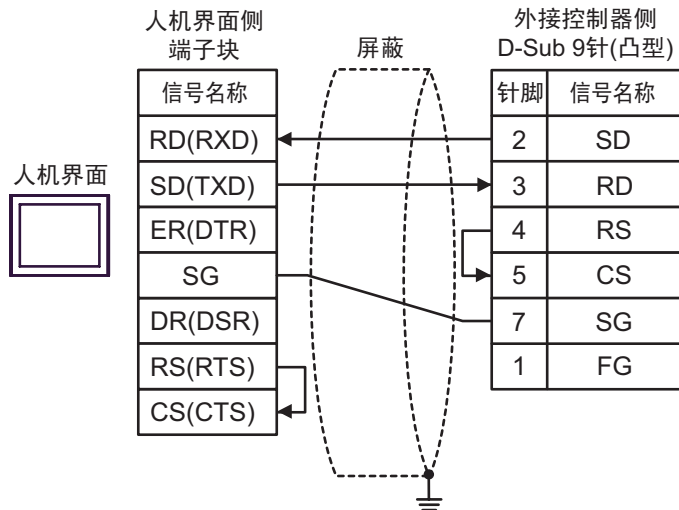 人机界面侧
端子块
屏蔽
外接控制器侧
D-Sub 9针(凸型)
人机界面
信号名称
RD(RXD)
SD(TXD)
ER(DTR)
SG
DR(DSR)
RS(RTS)
CS(CTS)
针脚 信号名称
2 SD
3 RD
4 RS
5 CS
7 SG
1 FG